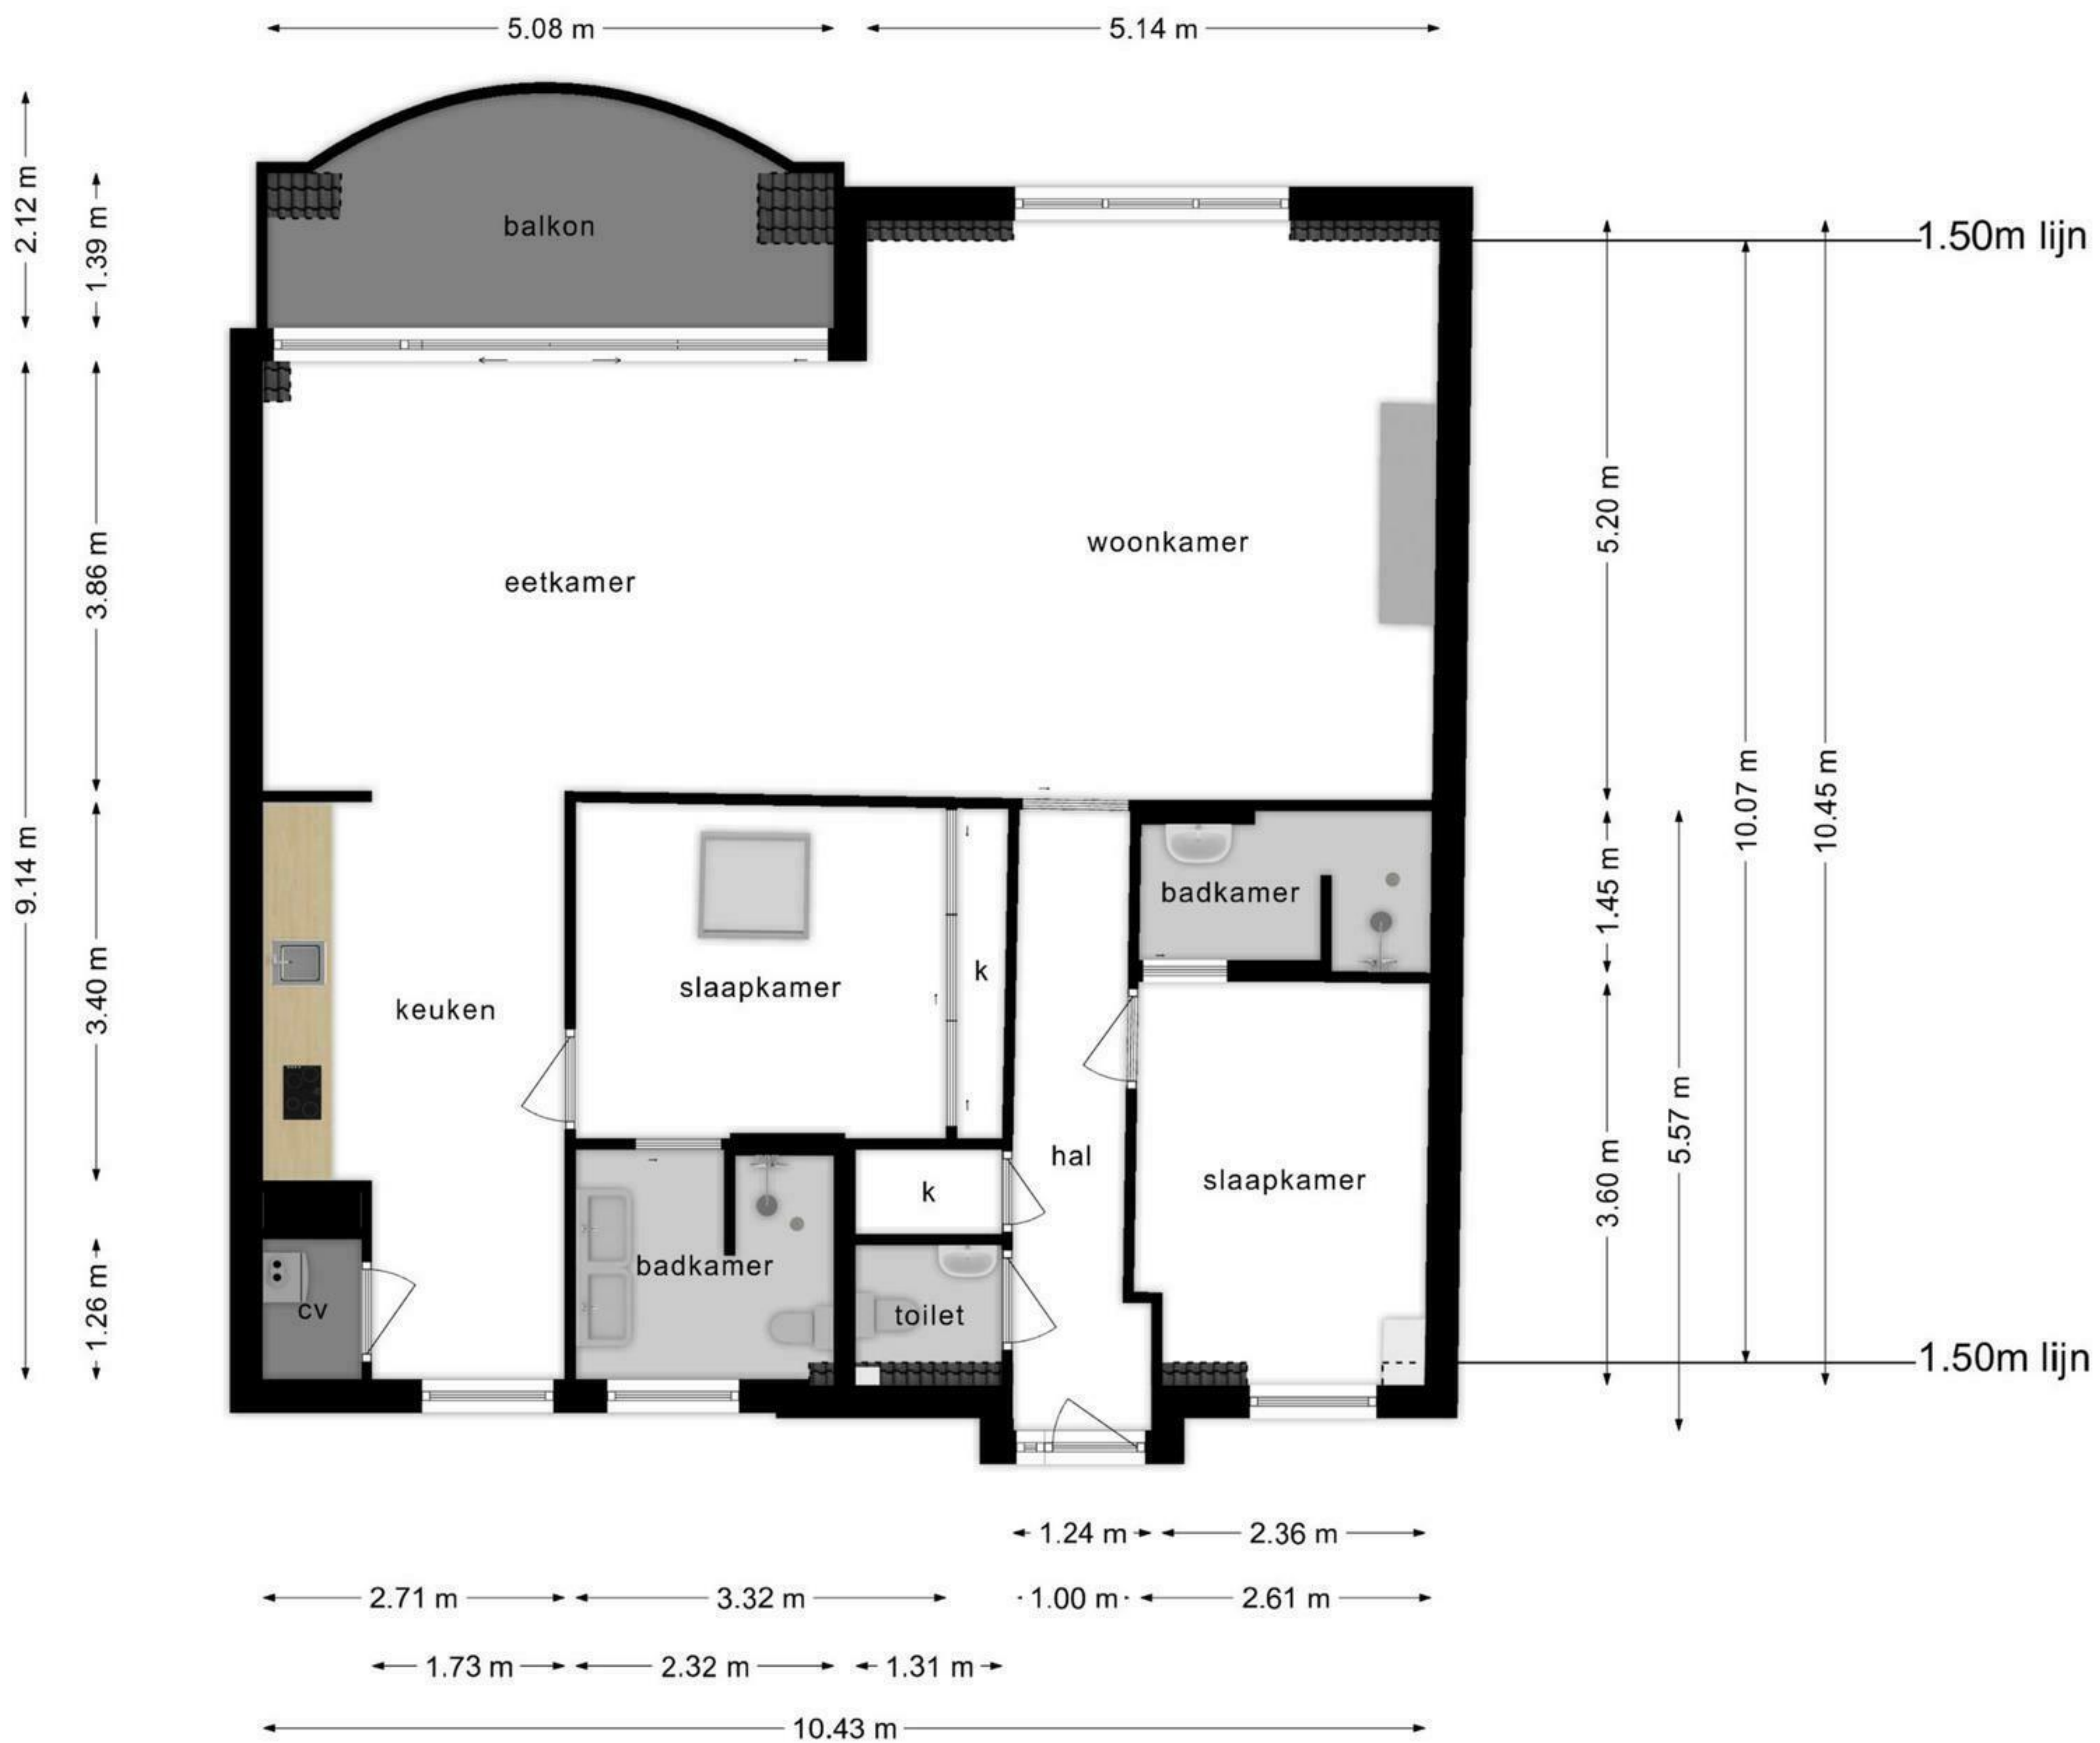 5.08 m
5.14 m
2.12 m
1.39 m
balkon
1.50m lijn
3.86 m
5.20 m
woonkamer
eetkamer
9.14 m
10.07 m
10.45 m
1.45 m
badkamer
3.40 m
slaapkamer
k
keuken
5.57 m
hal
3.60 m
slaapkamer
k
badkamer
1.26 m
cv
toilet
1.50m lijn
1.24 m
2.36 m
2.71 m
3.32 m
1.00 m
2.61 m
1.73 m
2.32 m
1.31 m
10.43 m